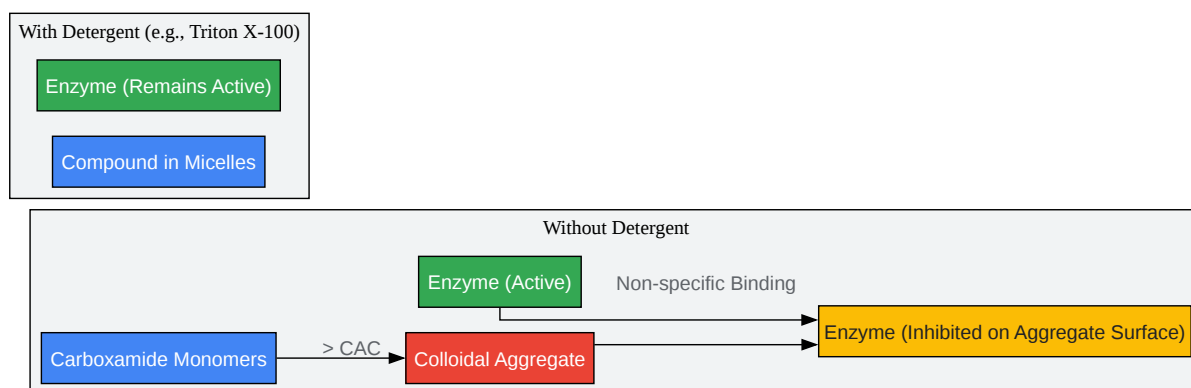 With Detergent (e.g., Triton X-100)
Enzyme (Remains Active)
Compound in Micelles
Without Detergent
Enzyme (Active)
Non-specific Binding
Enzyme (Inhibited on Aggregate Surface)
Carboxamide Monomers
> CAC
Colloidal Aggregate